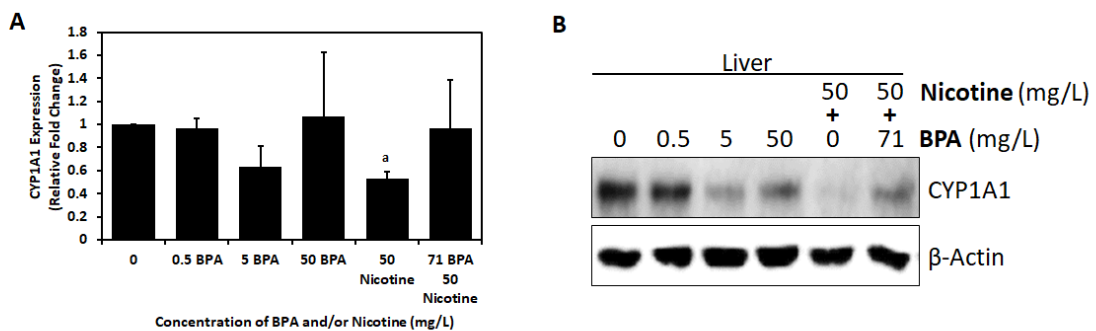 A
CYP1A1 Expression
(Relative Fold Change)
1.8
1.6
1.4
1.2
1
0.8
0.6
0.4
0.2
0
0 0.5 BPA 5 BPA 50 BPA 50 71 BPA
Nicotine 50
Nicotine
a
Concentration of BPA and/or Nicotine (mg/L)
B
Liver
50 50 Nicotine (mg/L)
+ +
0 0.5 5 50 0 71 BPA (mg/L)
CYP1A1
β-Actin